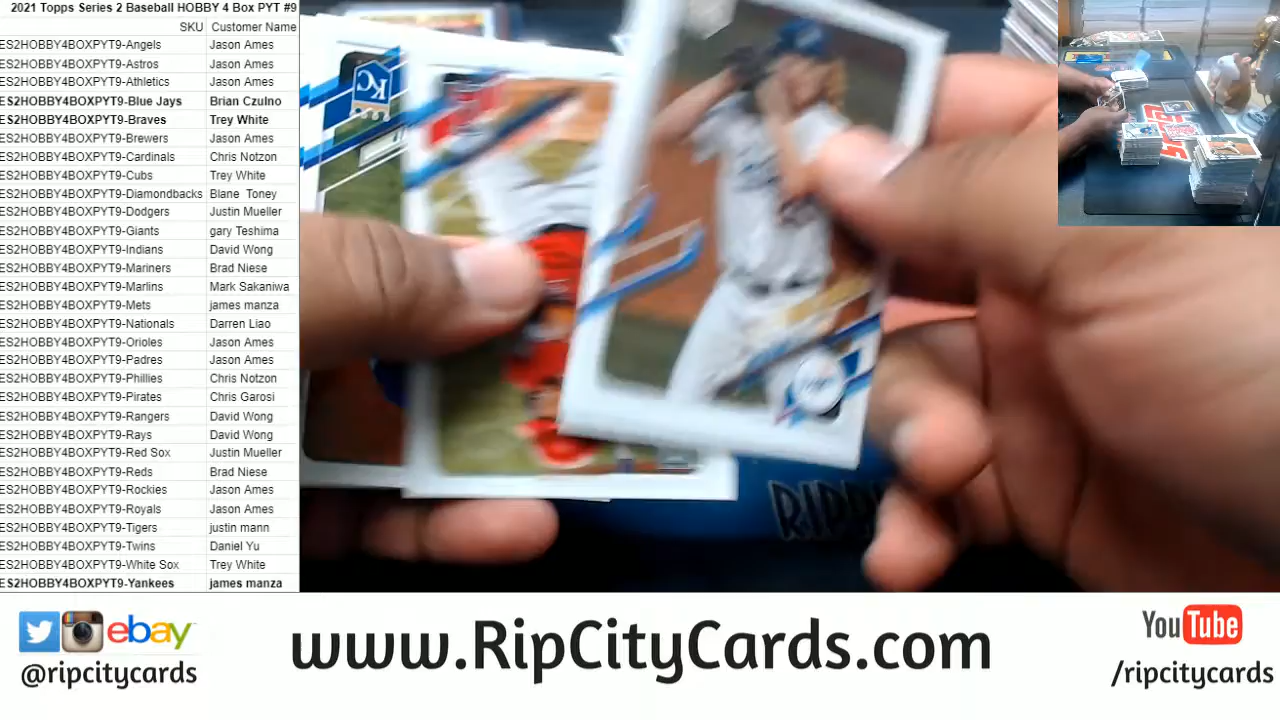 2021 Topps Series 2 Baseball HOBBY 4 Box PYT #9
SKU Customer Name
ES2HOBBY4BOXPYT9-Angels Jason Ames
ES2HOBBY4BOXPYT9-Astros Jason Ames
ES2HOBBY4BOXPYT9-Athletics Jason Ames
ES2HOBBY4BOXPYT9-Blue Jays Brian Czulno
ES2HOBBY4BOXPYT9-Braves Trey White
ES2HOBBY4BOXPYT9-Brewers Jason Ames
ES2HOBBY4BOXPYT9-Cardinals Chris Notzon
ES2HOBBY4BOXPYT9-Cubs Trey White
ES2HOBBY4BOXPYT9-Diamondbacks Blane Toney
ES2HOBBY4BOXPYT9-Dodgers Justin Mueller
ES2HOBBY4BOXPYT9-Giants gary Teshima
ES2HOBBY4BOXPYT9-Indians David Wong
ES2HOBBY4BOXPYT9-Mariners Brad Niese
ES2HOBBY4BOXPYT9-Marlins Mark Sakaniwa
ES2HOBBY4BOXPYT9-Mets james manza
ES2HOBBY4BOXPYT9-Nationals Darren Liao
ES2HOBBY4BOXPYT9-Orioles Jason Ames
ES2HOBBY4BOXPYT9-Padres Jason Ames
ES2HOBBY4BOXPYT9-Phillies Chris Notzon
ES2HOBBY4BOXPYT9-Pirates Chris Garosi
ES2HOBBY4BOXPYT9-Rangers David Wong
ES2HOBBY4BOXPYT9-Rays David Wong
ES2HOBBY4BOXPYT9-Red Sox Justin Mueller
ES2HOBBY4BOXPYT9-Reds Brad Niese
ES2HOBBY4BOXPYT9-Rockies Jason Ames
ES2HOBBY4BOXPYT9-Royals Jason Ames
ES2HOBBY4BOXPYT9-Tigers justin mann
ES2HOBBY4BOXPYT9-Twins Daniel Yu
ES2HOBBY4BOXPYT9-White Sox Trey White
ES2HOBBY4BOXPYT9-Yankees james manza
KC
ebay
@ripcitycards
www.RipCityCards.com
YouTube
/ripcitycards